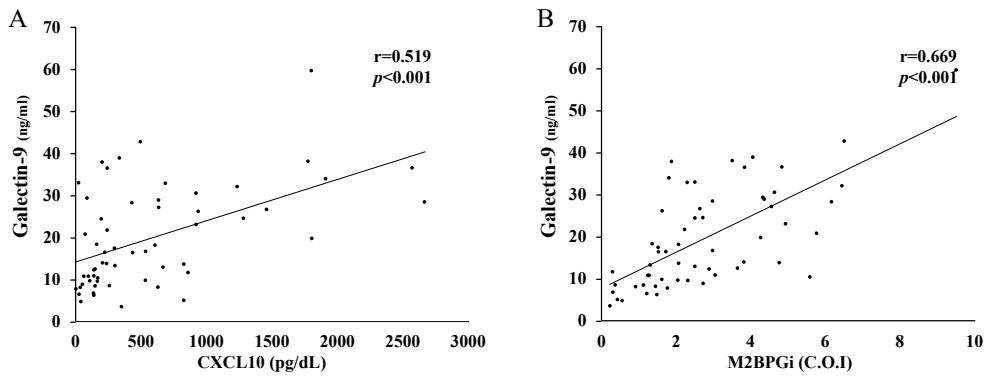 A
70
60
50
40
30
20
10
0
Galectin-9 (ng/ml)
r=0.519
p<0.001
0 500 1000 1500 2000 2500 3000
CXCL10 (pg/dL)
B
70
60
50
40
30
20
10
0
Galectin-9 (ng/ml)
r=0.669
p<0.001
0 2 4 6 8 10
M2BPGi (C.O.I)